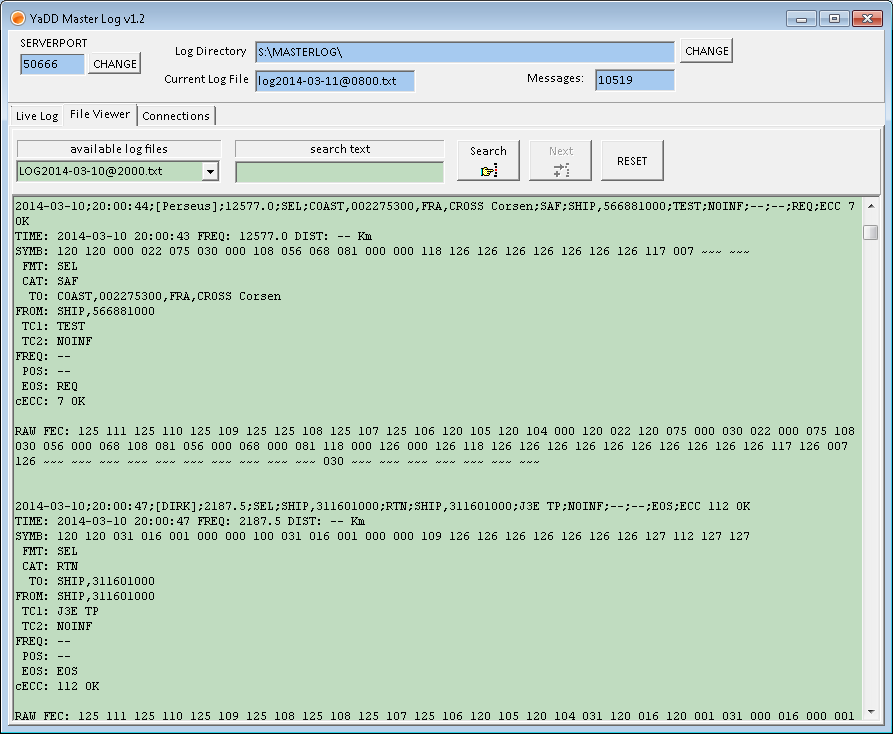 YaDD Master Log v1.2
SERVERPORT
50666 CHANGE
Log Directory S:\MASTERLOG\ CHANGE
Current Log File log2014-03-11@0800.txt Messages: 10519
Live Log File Viewer Connections
available log files search text Search Next RESET
LOG2014-03-10@2000.txt
2014-03-10;20:00:44;[Perseus];12577.0;SEL;COAST,002275300,FRA,CROSS Corsen;SAF;SHIP,566881000;TEST;NOINF;--;--;REQ;ECC 7
OK
TIME: 2014-03-10 20:00:43 FREQ: 12577.0 DIST: -- Km
SYMB: 120 120 000 022 075 030 000 108 056 068 081 000 000 118 126 126 126 126 126 126 126 117 007 ~~~ ~~~
FMT: SEL
CAT: SAF
TO: COAST,002275300,FRA,CROSS Corsen
FROM: SHIP,566881000
TC1: TEST
TC2: NOINF
FREQ: --
POS: --
EOS: REQ
cECC: 7 OK
RAW FEC: 125 111 125 110 125 109 125 125 108 125 107 125 106 120 105 120 104 000 120 022 120 075 000 030 022 000 075 108
030 056 000 068 108 081 056 000 068 000 081 118 000 126 000 126 118 126 126 126 126 126 126 126 126 126 126 117 126 007
126 ~~~ ~~~ ~~~ ~~~ ~~~ ~~~ ~~~ ~~~ ~~~ ~~~ 030 ~~~ ~~~ ~~~ ~~~ ~~~ ~~~ ~~~
2014-03-10;20:00:47;[DIRK];2187.5;SEL;SHIP,311601000;RTN;SHIP,311601000;J3E TP;NOINF;--;--;EOS;ECC 112 OK
TIME: 2014-03-10 20:00:47 FREQ: 2187.5 DIST: -- Km
SYMB: 120 120 031 016 001 000 000 100 031 016 001 000 000 109 126 126 126 126 126 126 126 127 112 127 127
FMT: SEL
CAT: RTN
TO: SHIP,311601000
FROM: SHIP,311601000
TC1: J3E TP
TC2: NOINF
FREQ: --
POS: --
EOS: EOS
cECC: 112 OK
RAW FEC: 125 111 125 110 125 109 125 108 125 108 125 107 125 106 120 105 120 104 031 120 016 120 001 031 000 016 000 001